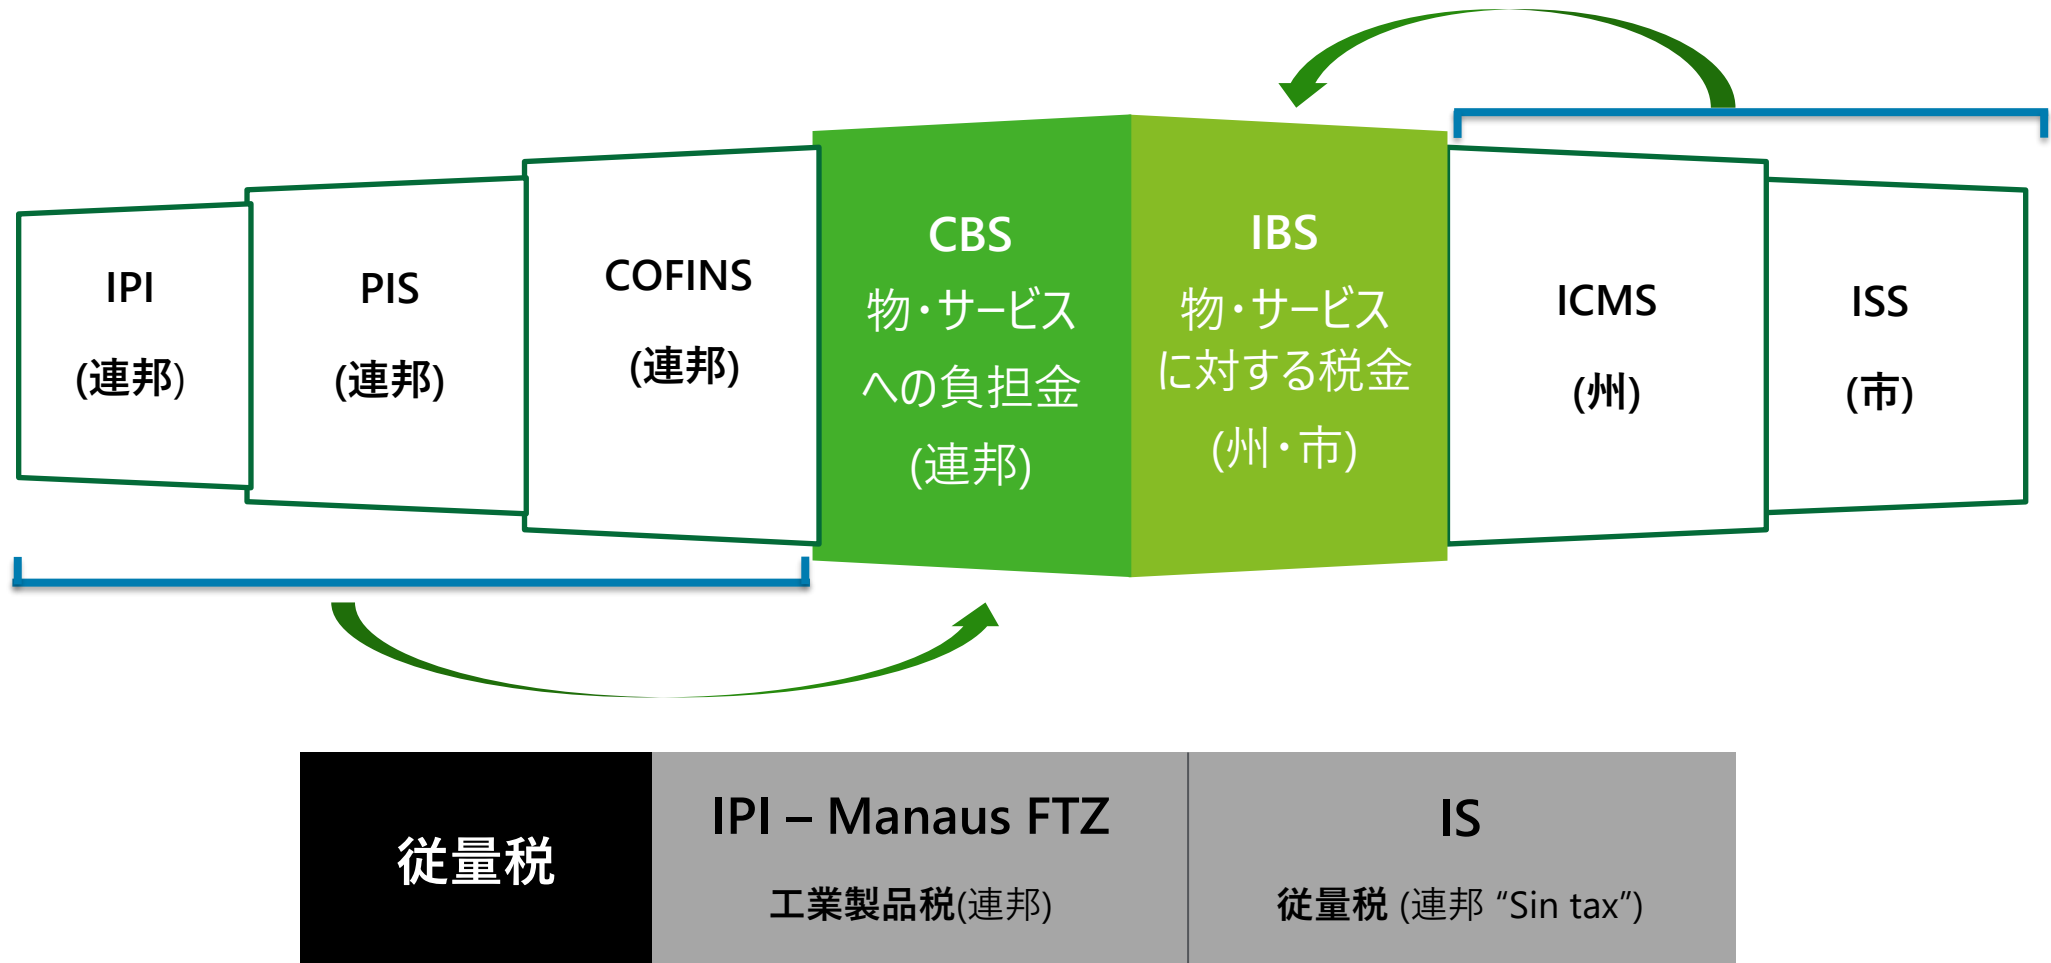 IPI
(連邦)
PIS
(連邦)
COFINS
(連邦)
CBS
物・サービス
への負担金
(連邦)
IBS
物・サービス
に対する税金
(州・市)
ICMS
(州)
ISS
(市)
従量税
IPI – Manaus FTZ
工業製品税(連邦)
IS
従量税 (連邦 “Sin tax”)